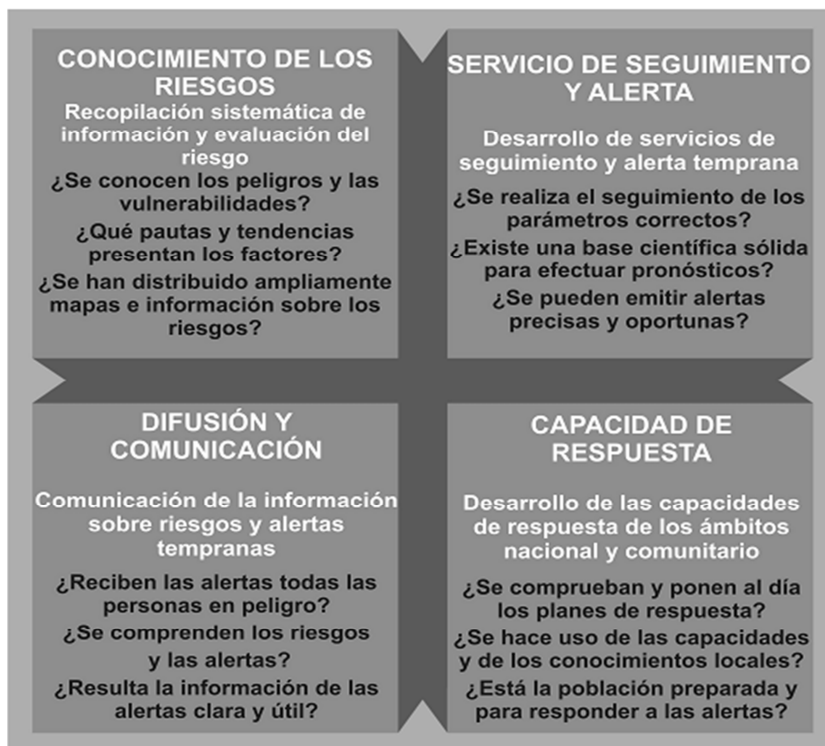 CONOCIMIENTO DE LOS
RIESGOS
Recopilación sistemática de
información y evaluación del
riesgo
¿Se conocen los peligros y las
vulnerabilidades?
¿Qué pautas y tendencias
presentan los factores?
¿Se han distribuido ampliamente
mapas e información sobre los
riesgos?
SERVICIO DE SEGUIMIENTO
Y ALERTA
Desarrollo de servicios de
seguimiento y alerta temprana
¿Se realiza el seguimiento de los
parámetros correctos?
¿Existe una base científica sólida
para efectuar pronósticos?
¿Se pueden emitir alertas
precisas y oportunas?
DIFUSIÓN Y
COMUNICACIÓN
Comunicación de la información
sobre riesgos y alertas
tempranas
¿Reciben las alertas todas las
personas en peligro?
¿Se comprenden los riesgos
y las alertas?
¿Resulta la información de las
alertas clara y útil?
CAPACIDAD DE
RESPUESTA
Desarrollo de las capacidades
de respuesta de los ámbitos
nacional y comunitario
¿Se comprueban y ponen al día
los planes de respuesta?
¿Se hace uso de las capacidades
y de los conocimientos locales?
¿Está la población preparada y
para responder a las alertas?